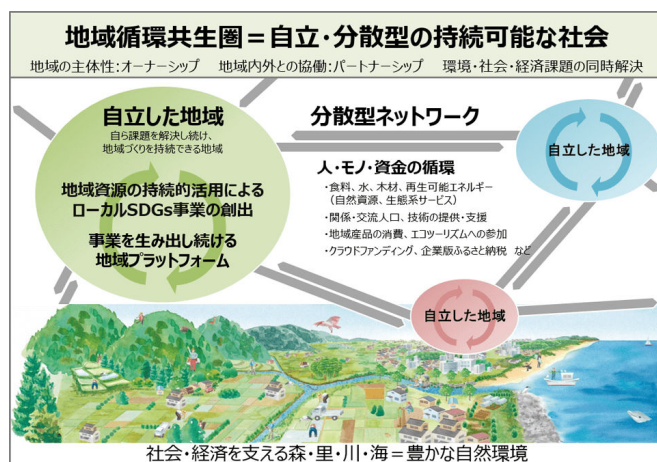 地域循環共生圏＝自立・分散型の持続可能な社会
地域の主体性:オーナーシップ　地域内外との協働:パートナーシップ　環境・社会・経済課題の同時解決
自立した地域
自ら課題を解決し続け、
地域づくりを持続できる地域
地域資源の持続的活用による
ローカルSDGs事業の創出
事業を生み出し続ける
地域プラットフォーム
分散型ネットワーク
人・モノ・資金の循環
・食料、水、木材、再生可能エネルギー
（自然資源、生態系サービス）
・関係・交流人口、技術の提供・支援
・地域産品の消費、エコツーリズムへの参加
・クラウドファンディング、企業版ふるさと納税 など
自立した地域
自立した地域
社会・経済を支える森・里・川・海＝豊かな自然環境